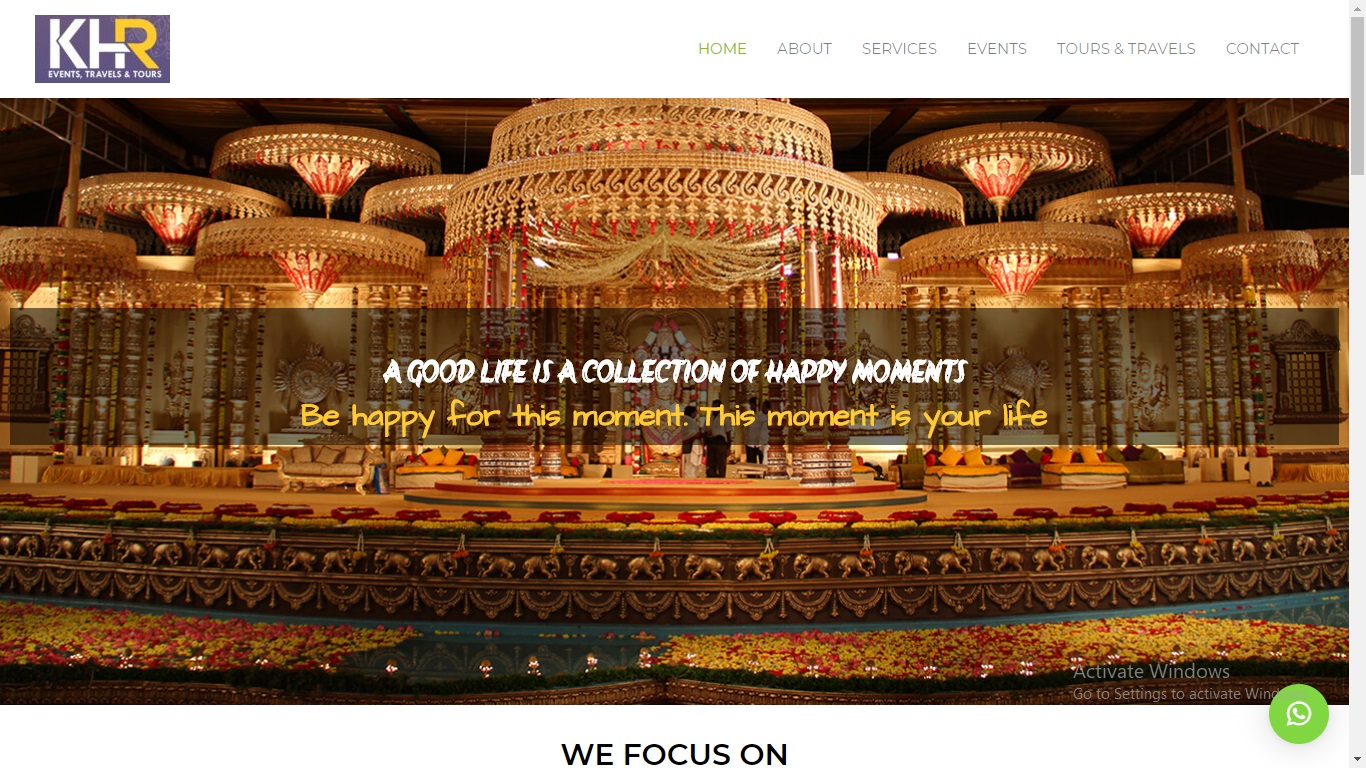 KHR
EVENTS, TRAVELS & TOURS
HOME
ABOUT
SERVICES
EVENTS
TOURS & TRAVELS
CONTACT
A GOOD LIFE IS A COLLECTION OF HAPPY MOMENTS
Be happy for this moment. This moment is your life
Activate Windows
Go to Settings to activate
WE FOCUS ON